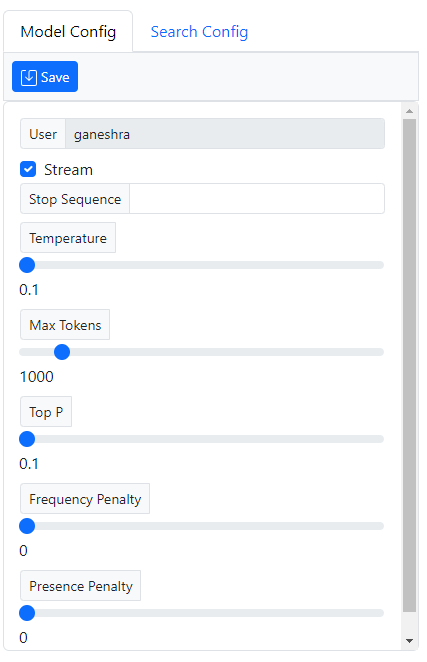 Model Config Search Config
Save
User ganeshra
Stream
Stop Sequence
Temperature
0.1
Max Tokens
1000
Top P
0.1
Frequency Penalty
0
Presence Penalty
0